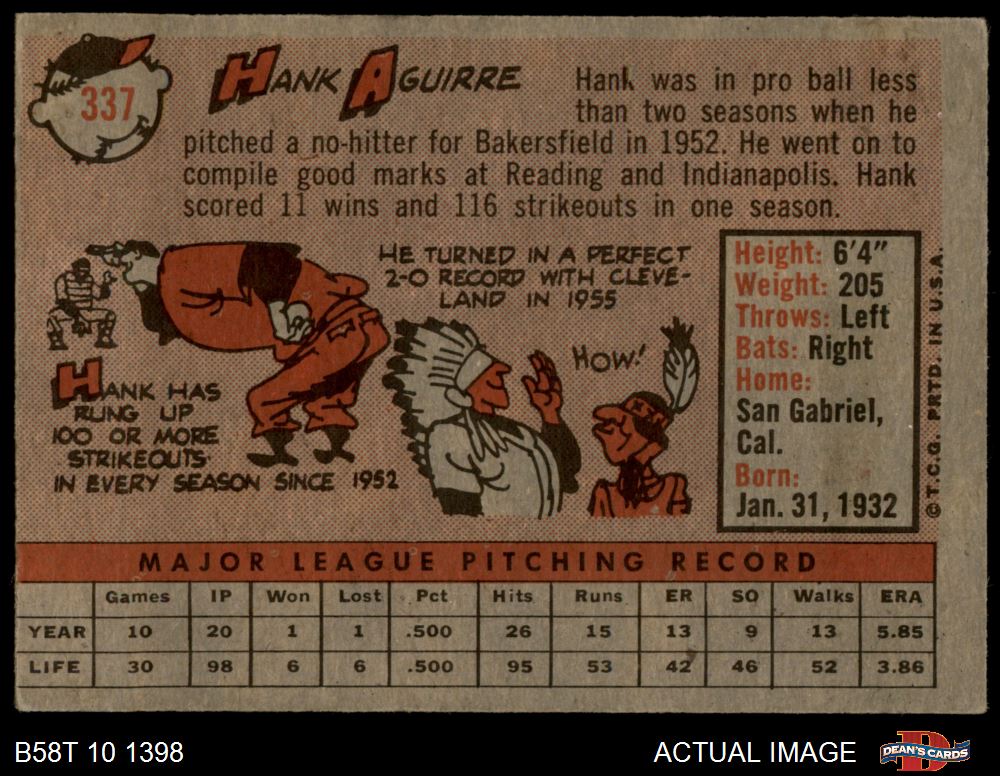 337
HANK AGUIRRE
Hank was in pro ball less
than two seasons when he
pitched a no-hitter for Bakersfield in 1952. He went on to
compile good marks at Reading and Indianapolis. Hank
scored 11 wins and 116 strikeouts in one season.
HE TURNED IN A PERFECT
2-0 RECORD WITH CLEVE-
LAND IN 1955
HOW!
HANK HAS
RUNG UP
100 OR MORE
STRIKEOUTS
IN EVERY SEASON SINCE 1952
Height: 6'4"
Weight: 205
Throws: Left
Bats: Right
Home:
San Gabriel,
Cal.
Born:
Jan. 31, 1932
©T.C.G. PRTD. IN U.S.A.
MAJOR LEAGUE PITCHING RECORD
Games IP Won Lost Pct Hits Runs ER SO Walks ERA
YEAR 10 20 1 1 .500 26 15 13 9 13 5.85
LIFE 30 98 6 6 .500 95 53 42 46 52 3.86
B58T 10 1398
ACTUAL IMAGE
DEAN'S CARDS